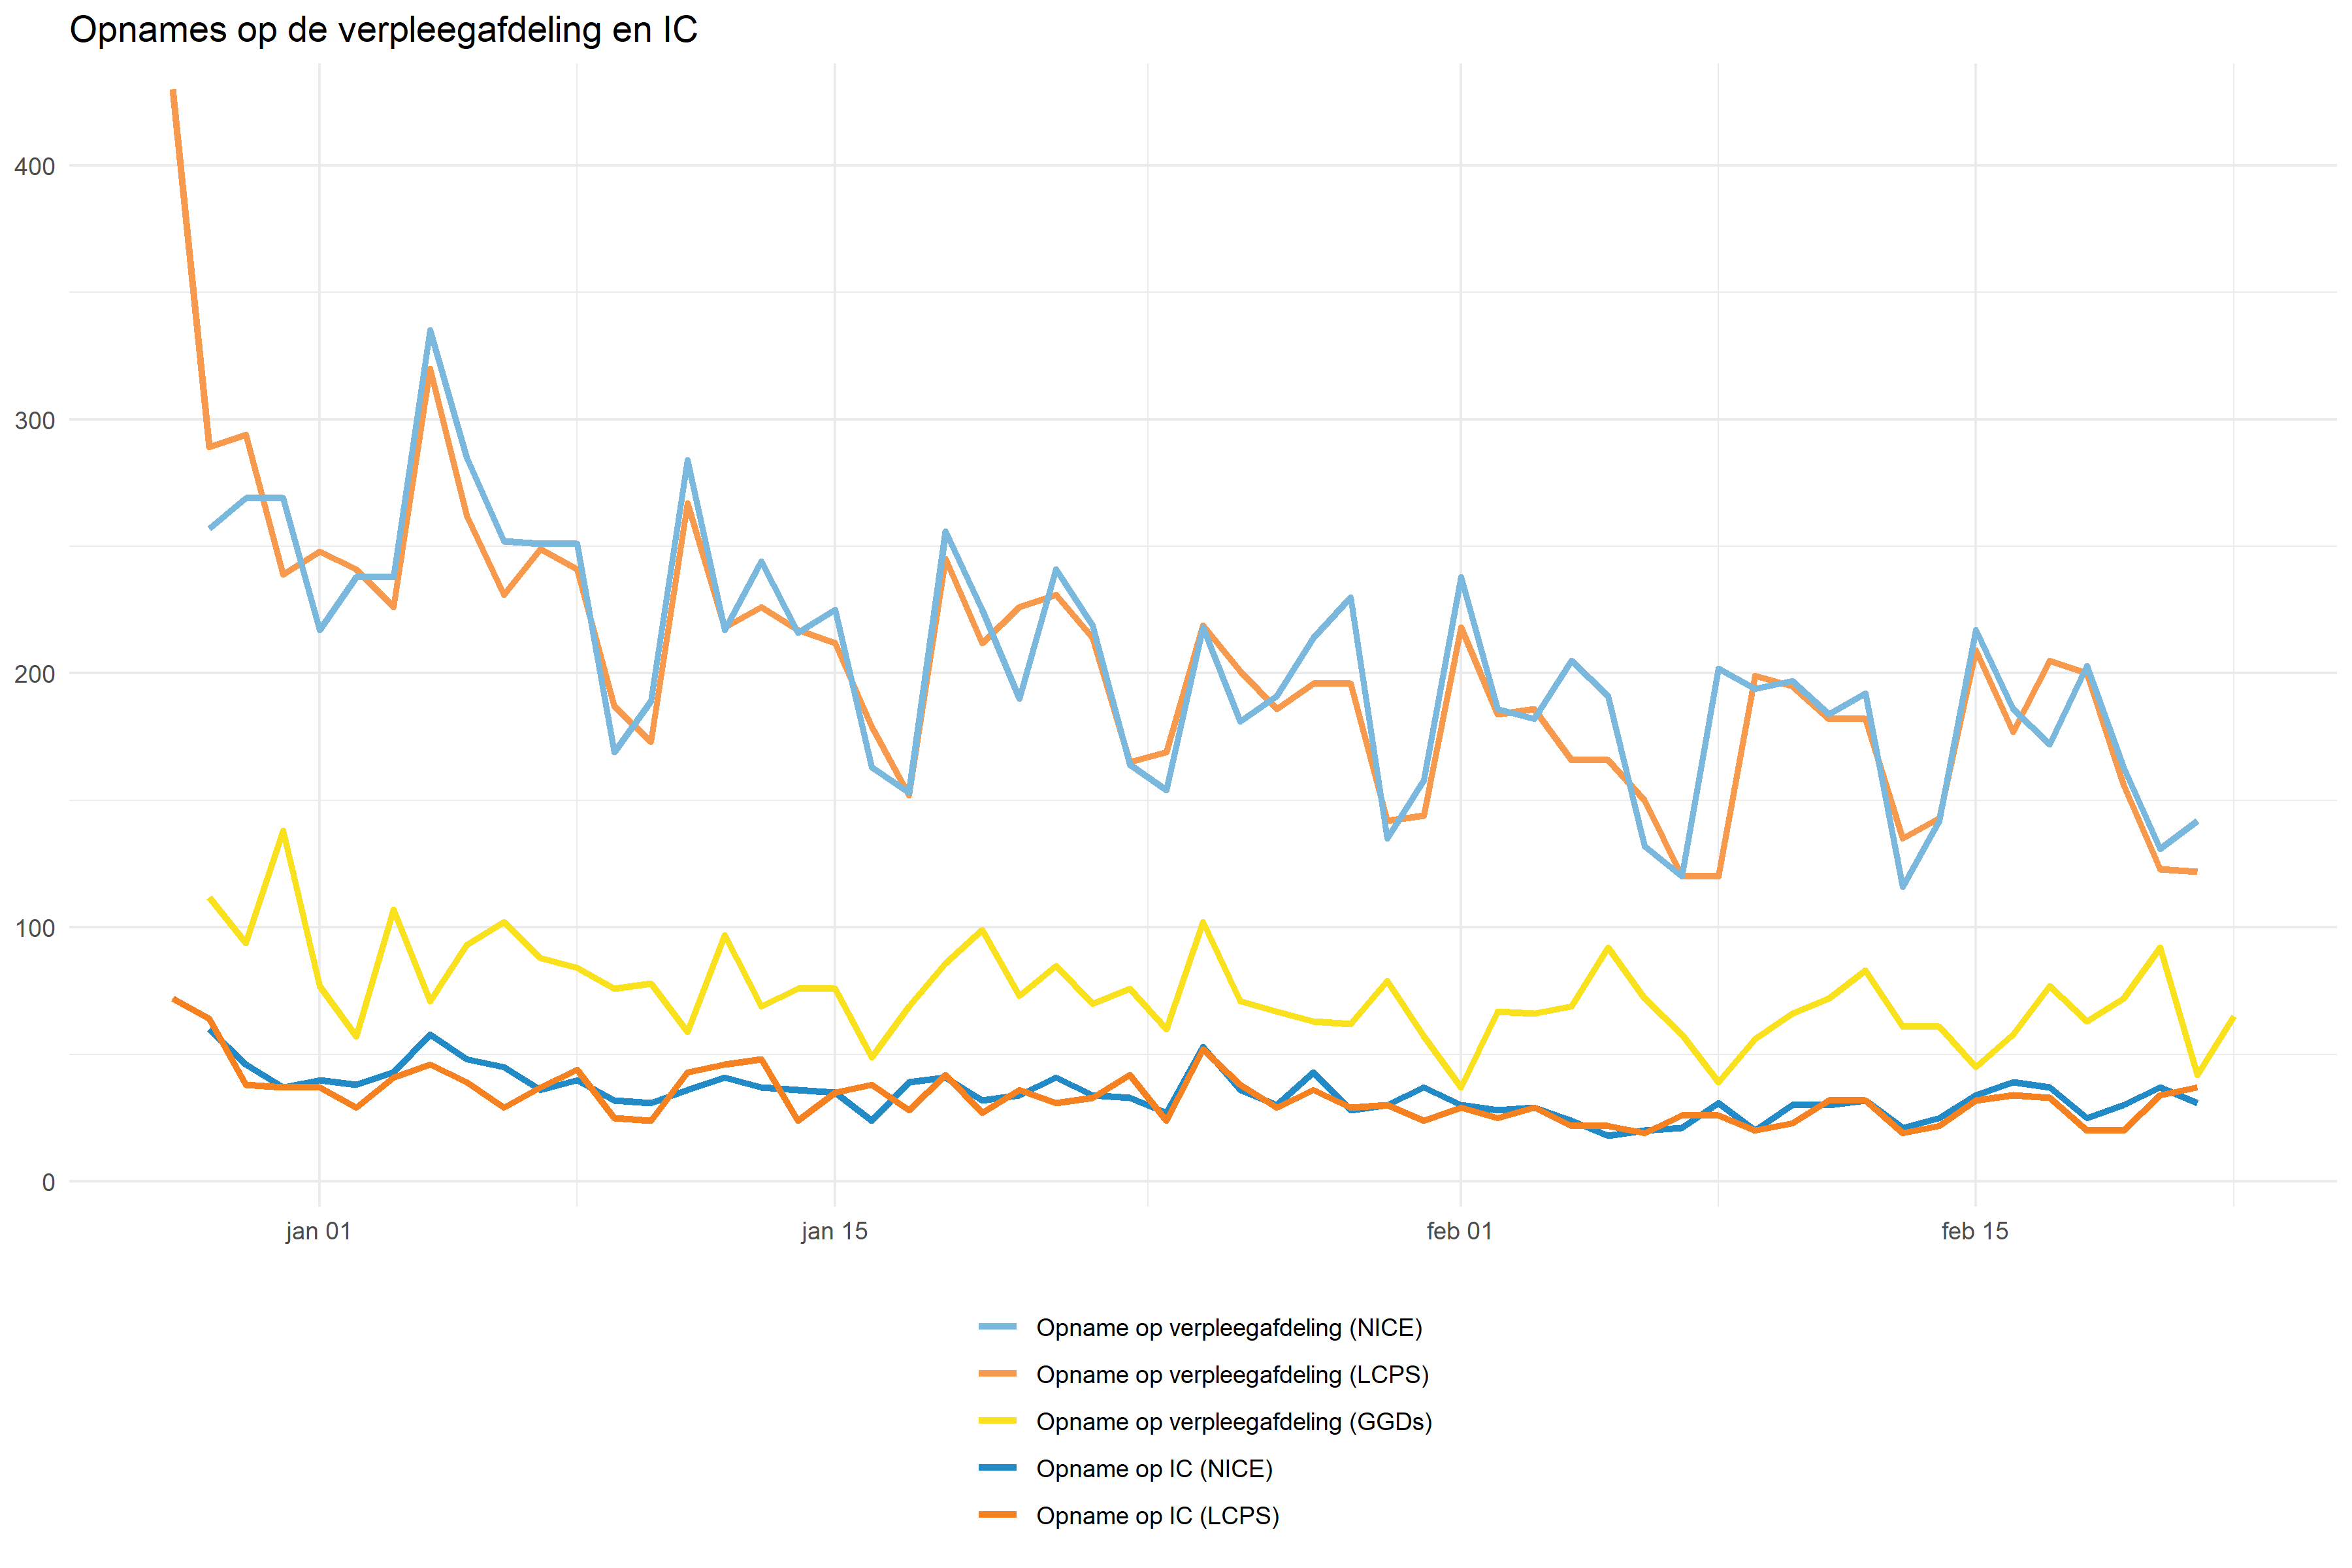 Opnames op de verpleegafdeling en IC
400
300
200
100
0
jan 01 jan 15 feb 01 feb 15
Opname op verpleegafdeling (NICE)
Opname op verpleegafdeling (LCPS)
Opname op verpleegafdeling (GGDs)
Opname op IC (NICE)
Opname op IC (LCPS)